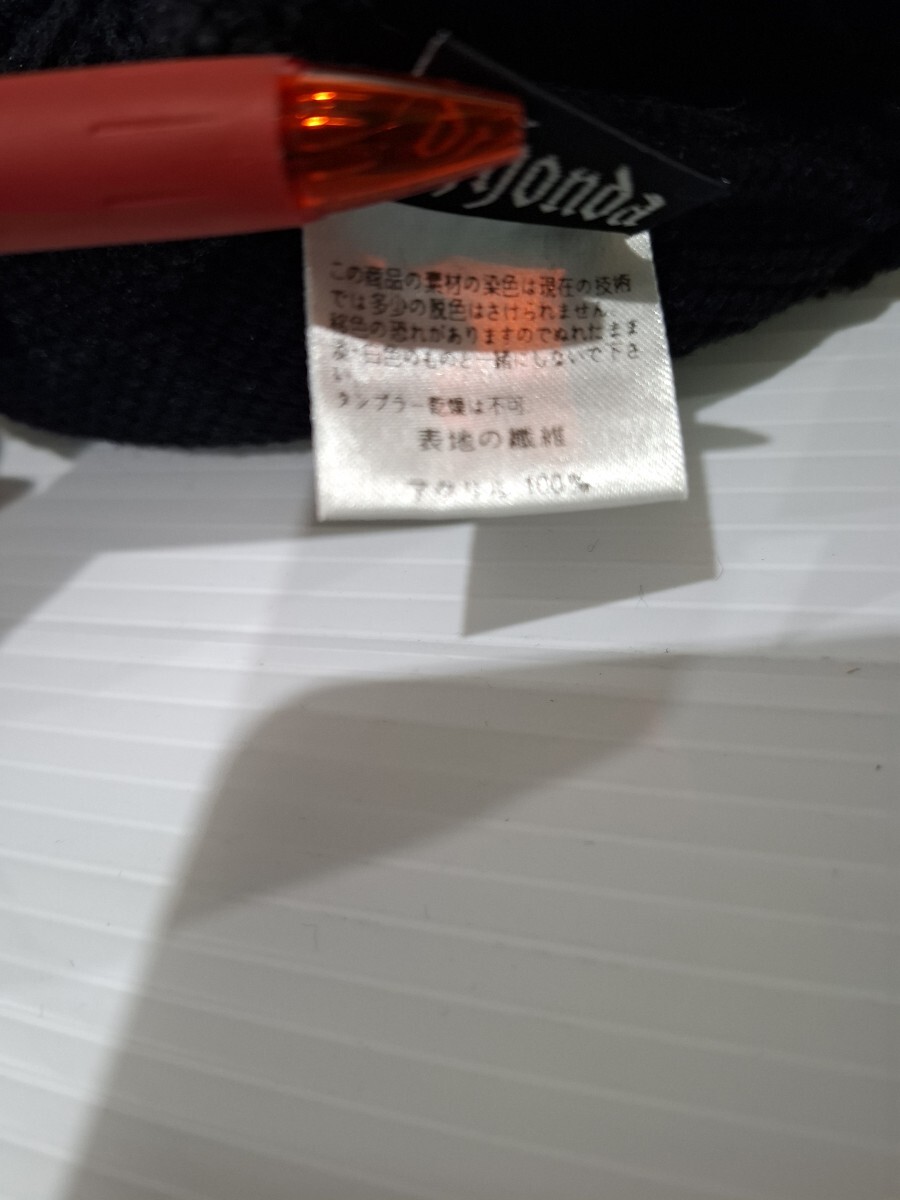 この商品の素材の染色は現在の技術
では多少の脱色はさけられません
色の恐れがありますのでぬれたまま
白色のものと一緒にしないで下さ
い
タンブラー乾燥は不可
表地の繊維
アクリル 100%